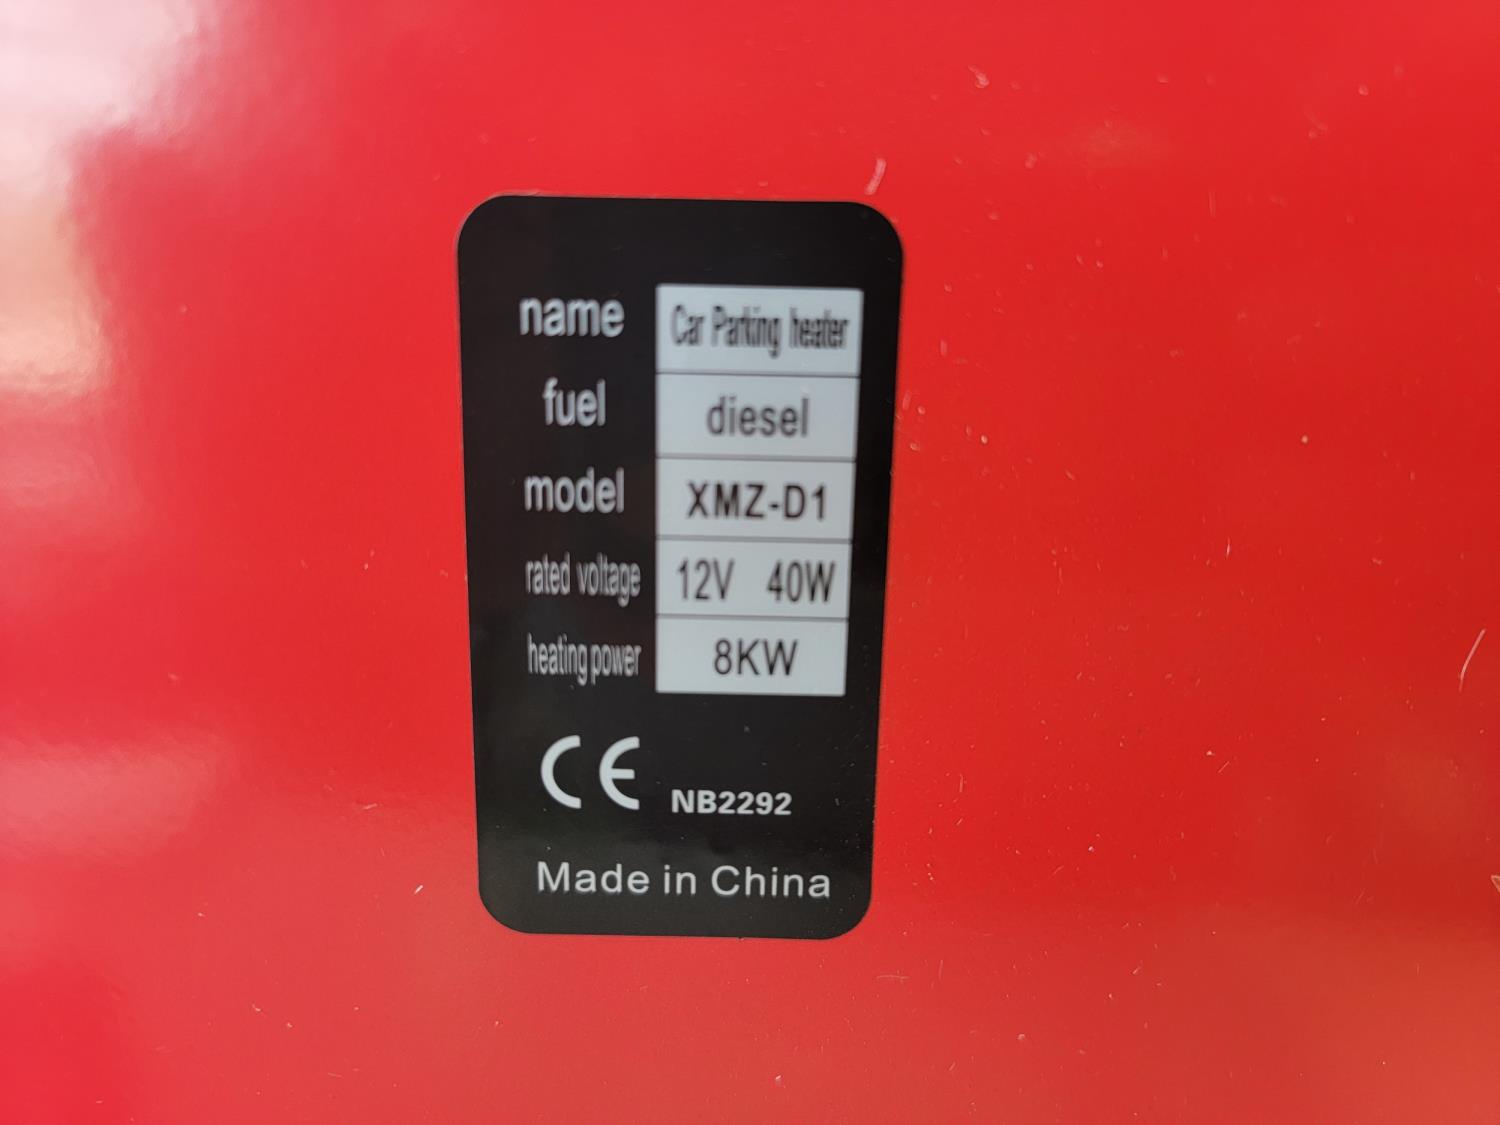 name Car Parking heater
fuel diesel
model XMZ-D1
rated voltage 12V 40W
heating power 8KW
CE NB2292
Made in China